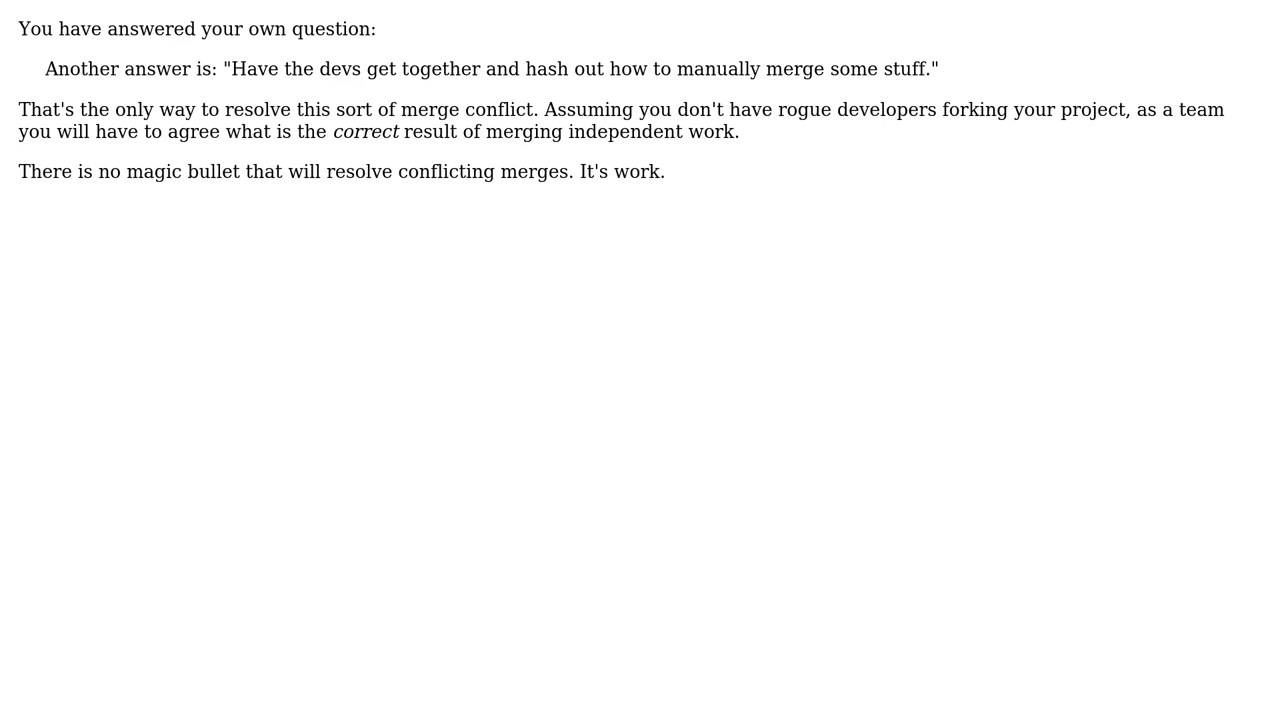 You have answered your own question:
Another answer is: "Have the devs get together and hash out how to manually merge some stuff."
That's the only way to resolve this sort of merge conflict. Assuming you don't have rogue developers forking your project, as a team
you will have to agree what is the correct result of merging independent work.
There is no magic bullet that will resolve conflicting merges. It's work.